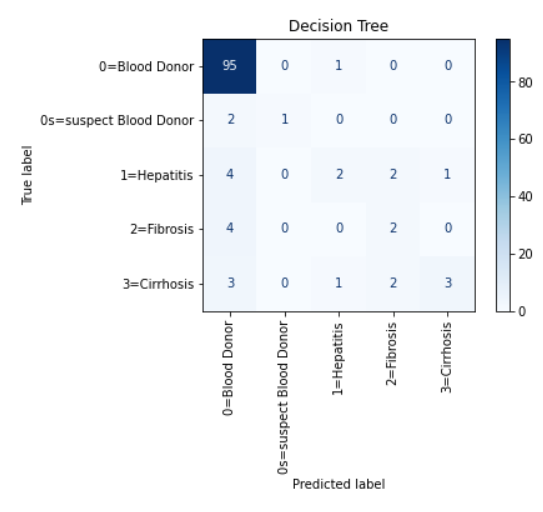 Decision Tree
True label
0=Blood Donor 95 0 1 0 0
0s=suspect Blood Donor 2 1 0 0 0
1=Hepatitis 4 0 2 2 1
2=Fibrosis 4 0 0 2 0
3=Cirrhosis 3 0 1 2 3
0=Blood Donor
0s=suspect Blood Donor
1=Hepatitis
2=Fibrosis
3=Cirrhosis
Predicted label
80
60
40
20
0